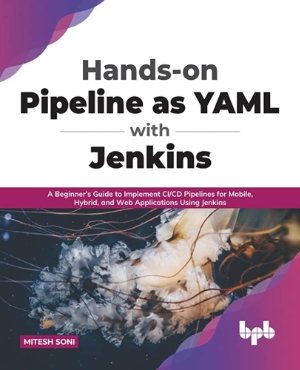 Hands-on
Pipeline as YAML
with
Jenkins
A Beginner's Guide to Implement CI/CD Pipelines for Mobile,
Hybrid, and Web Applications Using Jenkins
MITESH SONI
bpb